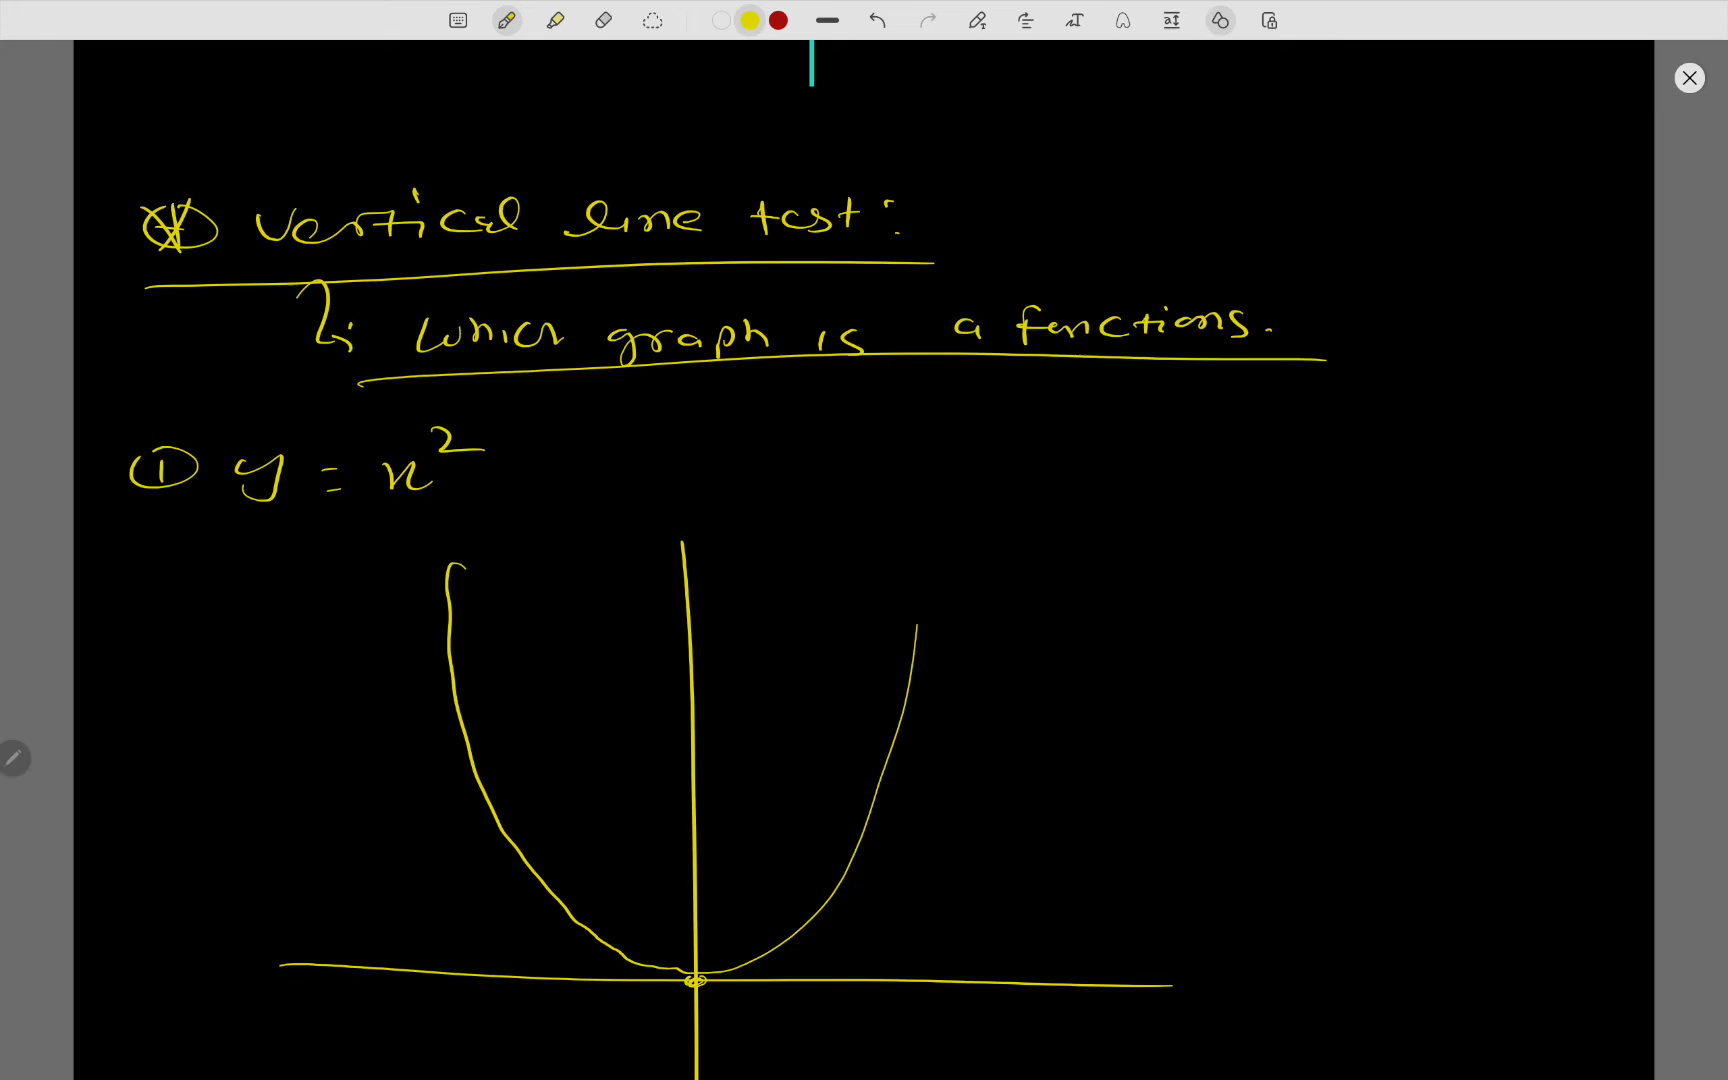 Vertical line test:
which graph is a functions.
① y = x²